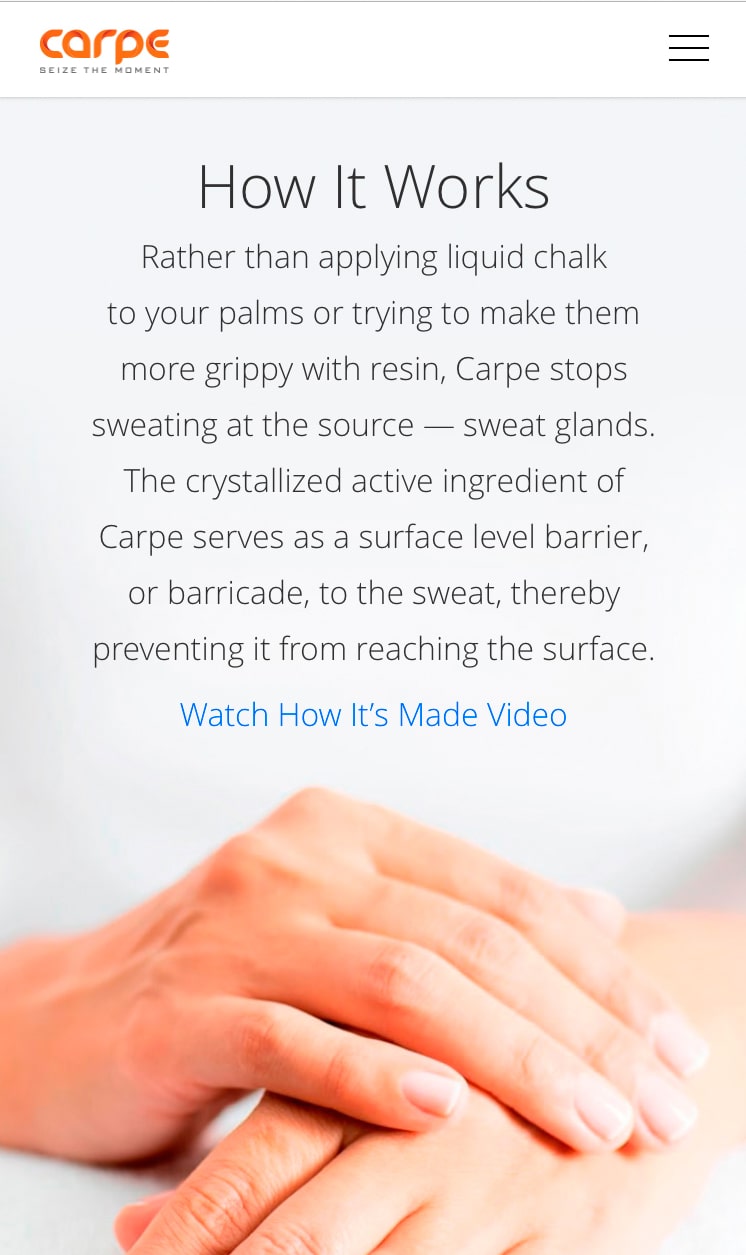 carpe
SEIZE THE MOMENT
How It Works
Rather than applying liquid chalk
to your palms or trying to make them
more grippy with resin, Carpe stops
sweating at the source — sweat glands.
The crystallized active ingredient of
Carpe serves as a surface level barrier,
or barricade, to the sweat, thereby
preventing it from reaching the surface.
Watch How It’s Made Video